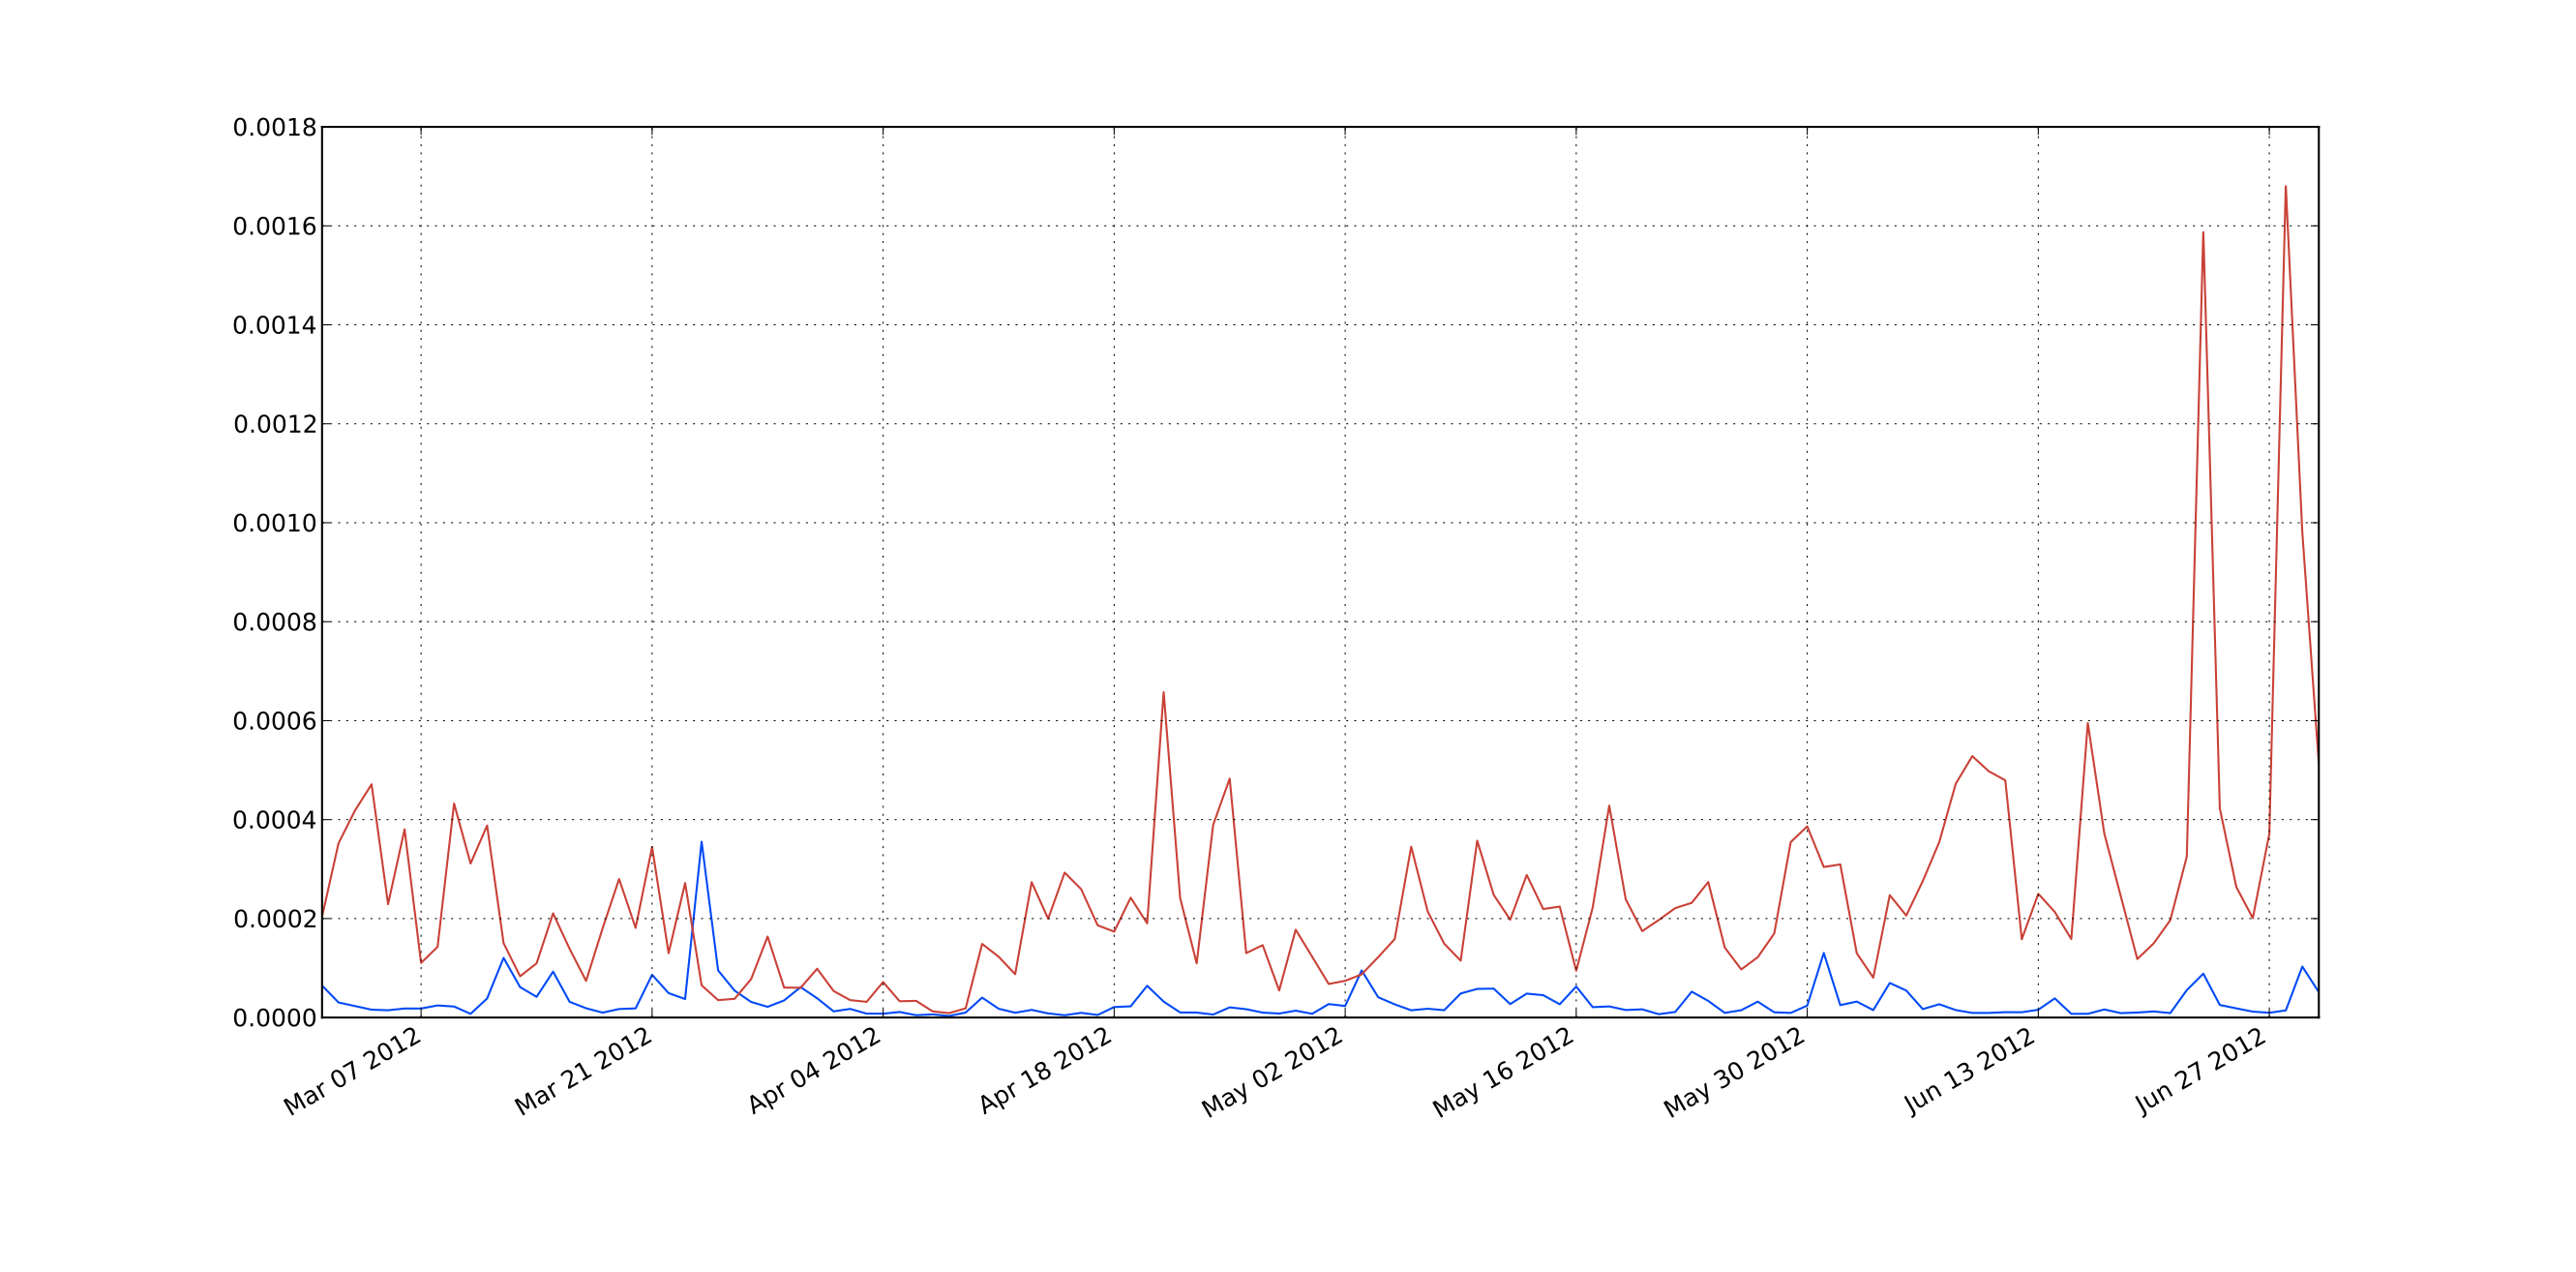 0.0018
0.0016
0.0014
0.0012
0.0010
0.0008
0.0006
0.0004
0.0002
0.0000
Mar 07 2012
Mar 21 2012
Apr 04 2012
Apr 18 2012
May 02 2012
May 16 2012
May 30 2012
Jun 13 2012
Jun 27 2012